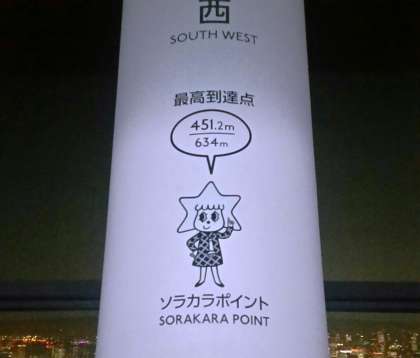 西
SOUTH WEST
最高到達点
451.2m
634m
ソラカラポイント
SORAKARA POINT